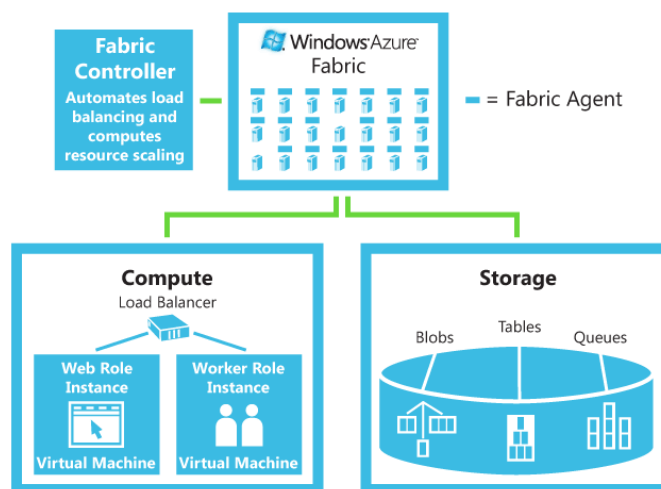 Fabric
Controller
Automates load
balancing and
computes
resource scaling
Windows Azure™
Fabric
= Fabric Agent
Compute
Load Balancer
Web Role
Instance
Virtual Machine
Worker Role
Instance
Virtual Machine
Storage
Blobs
Tables
Queues